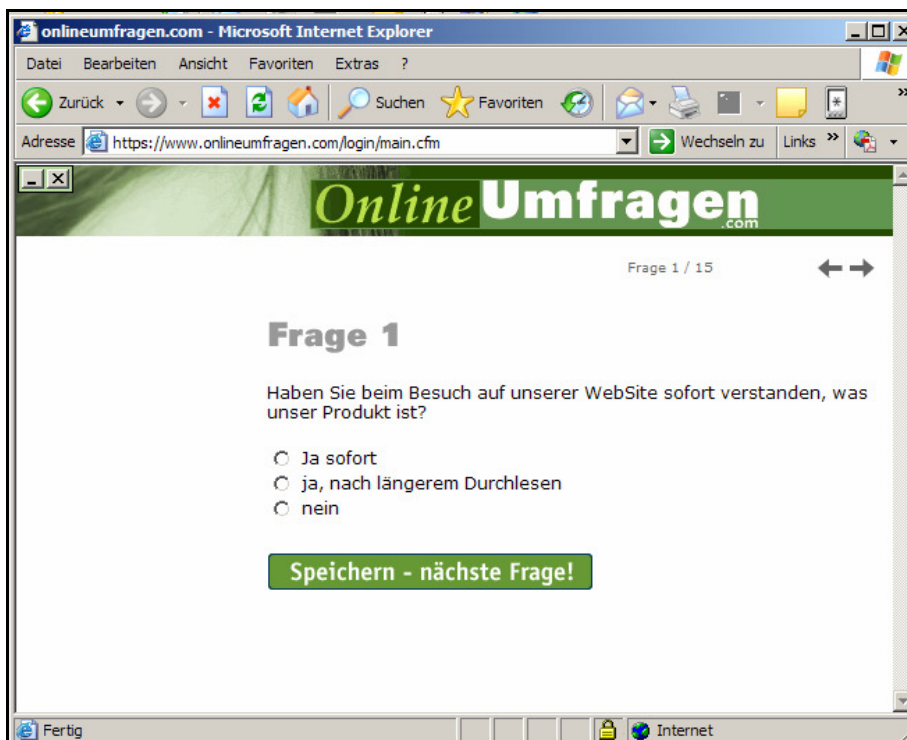 onlineumfragen.com - Microsoft Internet Explorer
Datei Bearbeiten Ansicht Favoriten Extras ?
Zurück Suchen Favoriten »
Adresse https://www.onlineumfragen.com/login/main.cfm Wechseln zu Links »
Online Umfragen .com
Frage 1 / 15
Frage 1
Haben Sie beim Besuch auf unserer WebSite sofort verstanden, was
unser Produkt ist?
Ja sofort
ja, nach längerem Durchlesen
nein
Speichern - nächste Frage!
Fertig Internet